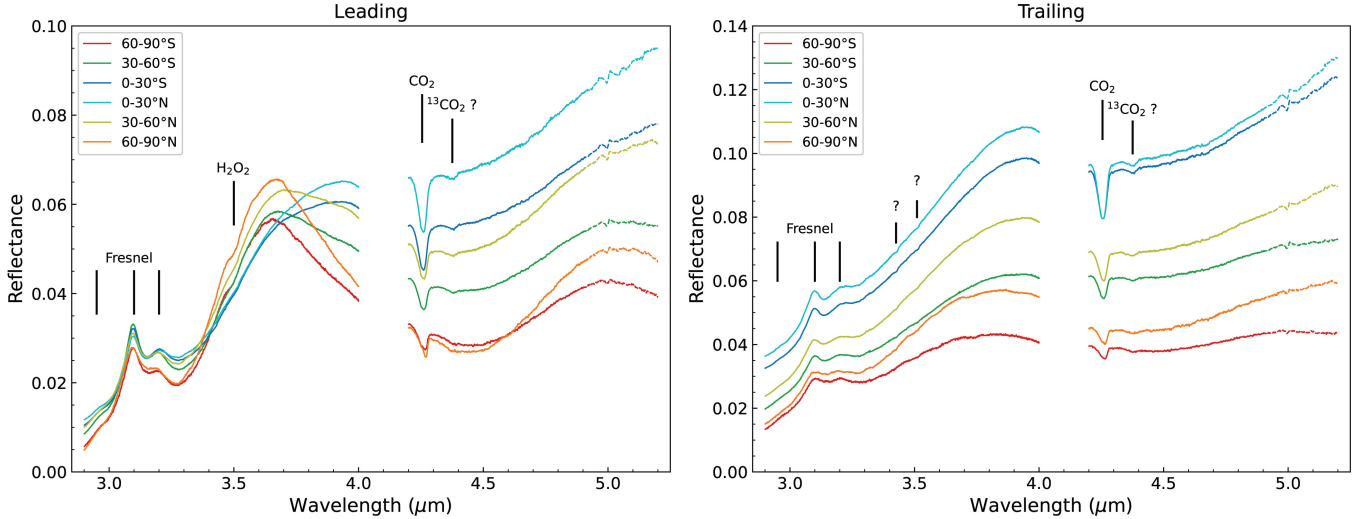 Leading
Reflectance
0.10
0.08
0.06
0.04
0.02
0.00
60-90°S
30-60°S
0-30°S
0-30°N
30-60°N
60-90°N
Fresnel
H₂O₂
CO₂
¹³CO₂ ?
3.0 3.5 4.0 4.5 5.0
Wavelength (μm)
Trailing
Reflectance
0.14
0.12
0.10
0.08
0.06
0.04
0.02
0.00
60-90°S
30-60°S
0-30°S
0-30°N
30-60°N
60-90°N
Fresnel
?
?
CO₂
¹³CO₂ ?
3.0 3.5 4.0 4.5 5.0
Wavelength (μm)